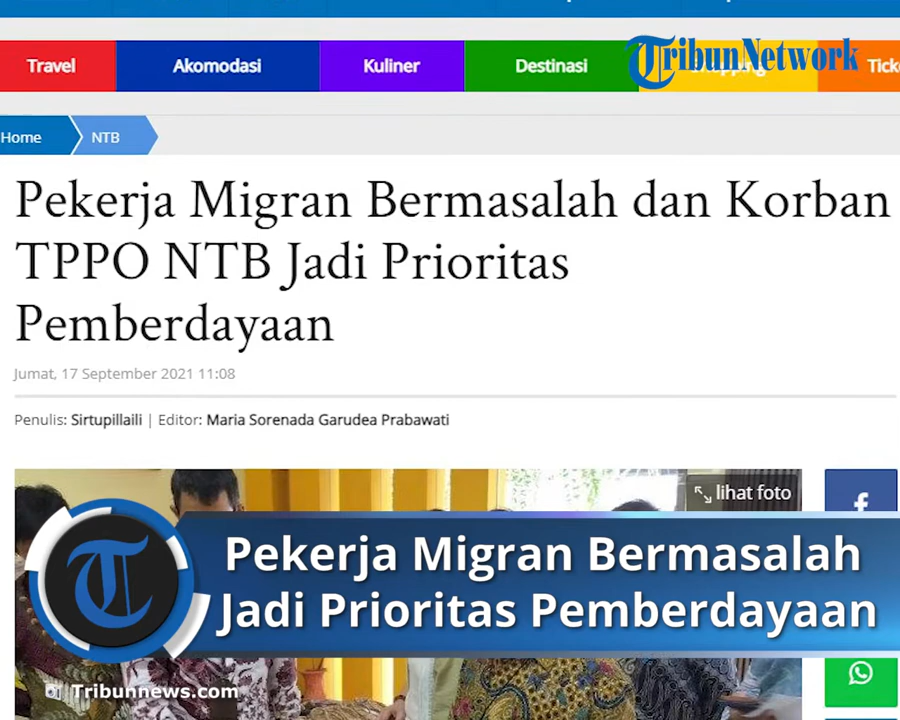 Travel
Akomodasi
Kuliner
Destinasi
TribunNetwork
Home
NTB
Pekerja Migran Bermasalah dan Korban
TPPO NTB Jadi Prioritas
Pemberdayaan
Jumat, 17 September 2021 11:08
Penulis: Sirtupillaili | Editor: Maria Sorenada Garudea Prabawati
lihat foto
Pekerja Migran Bermasalah
Jadi Prioritas Pemberdayaan
Tribunnews.com